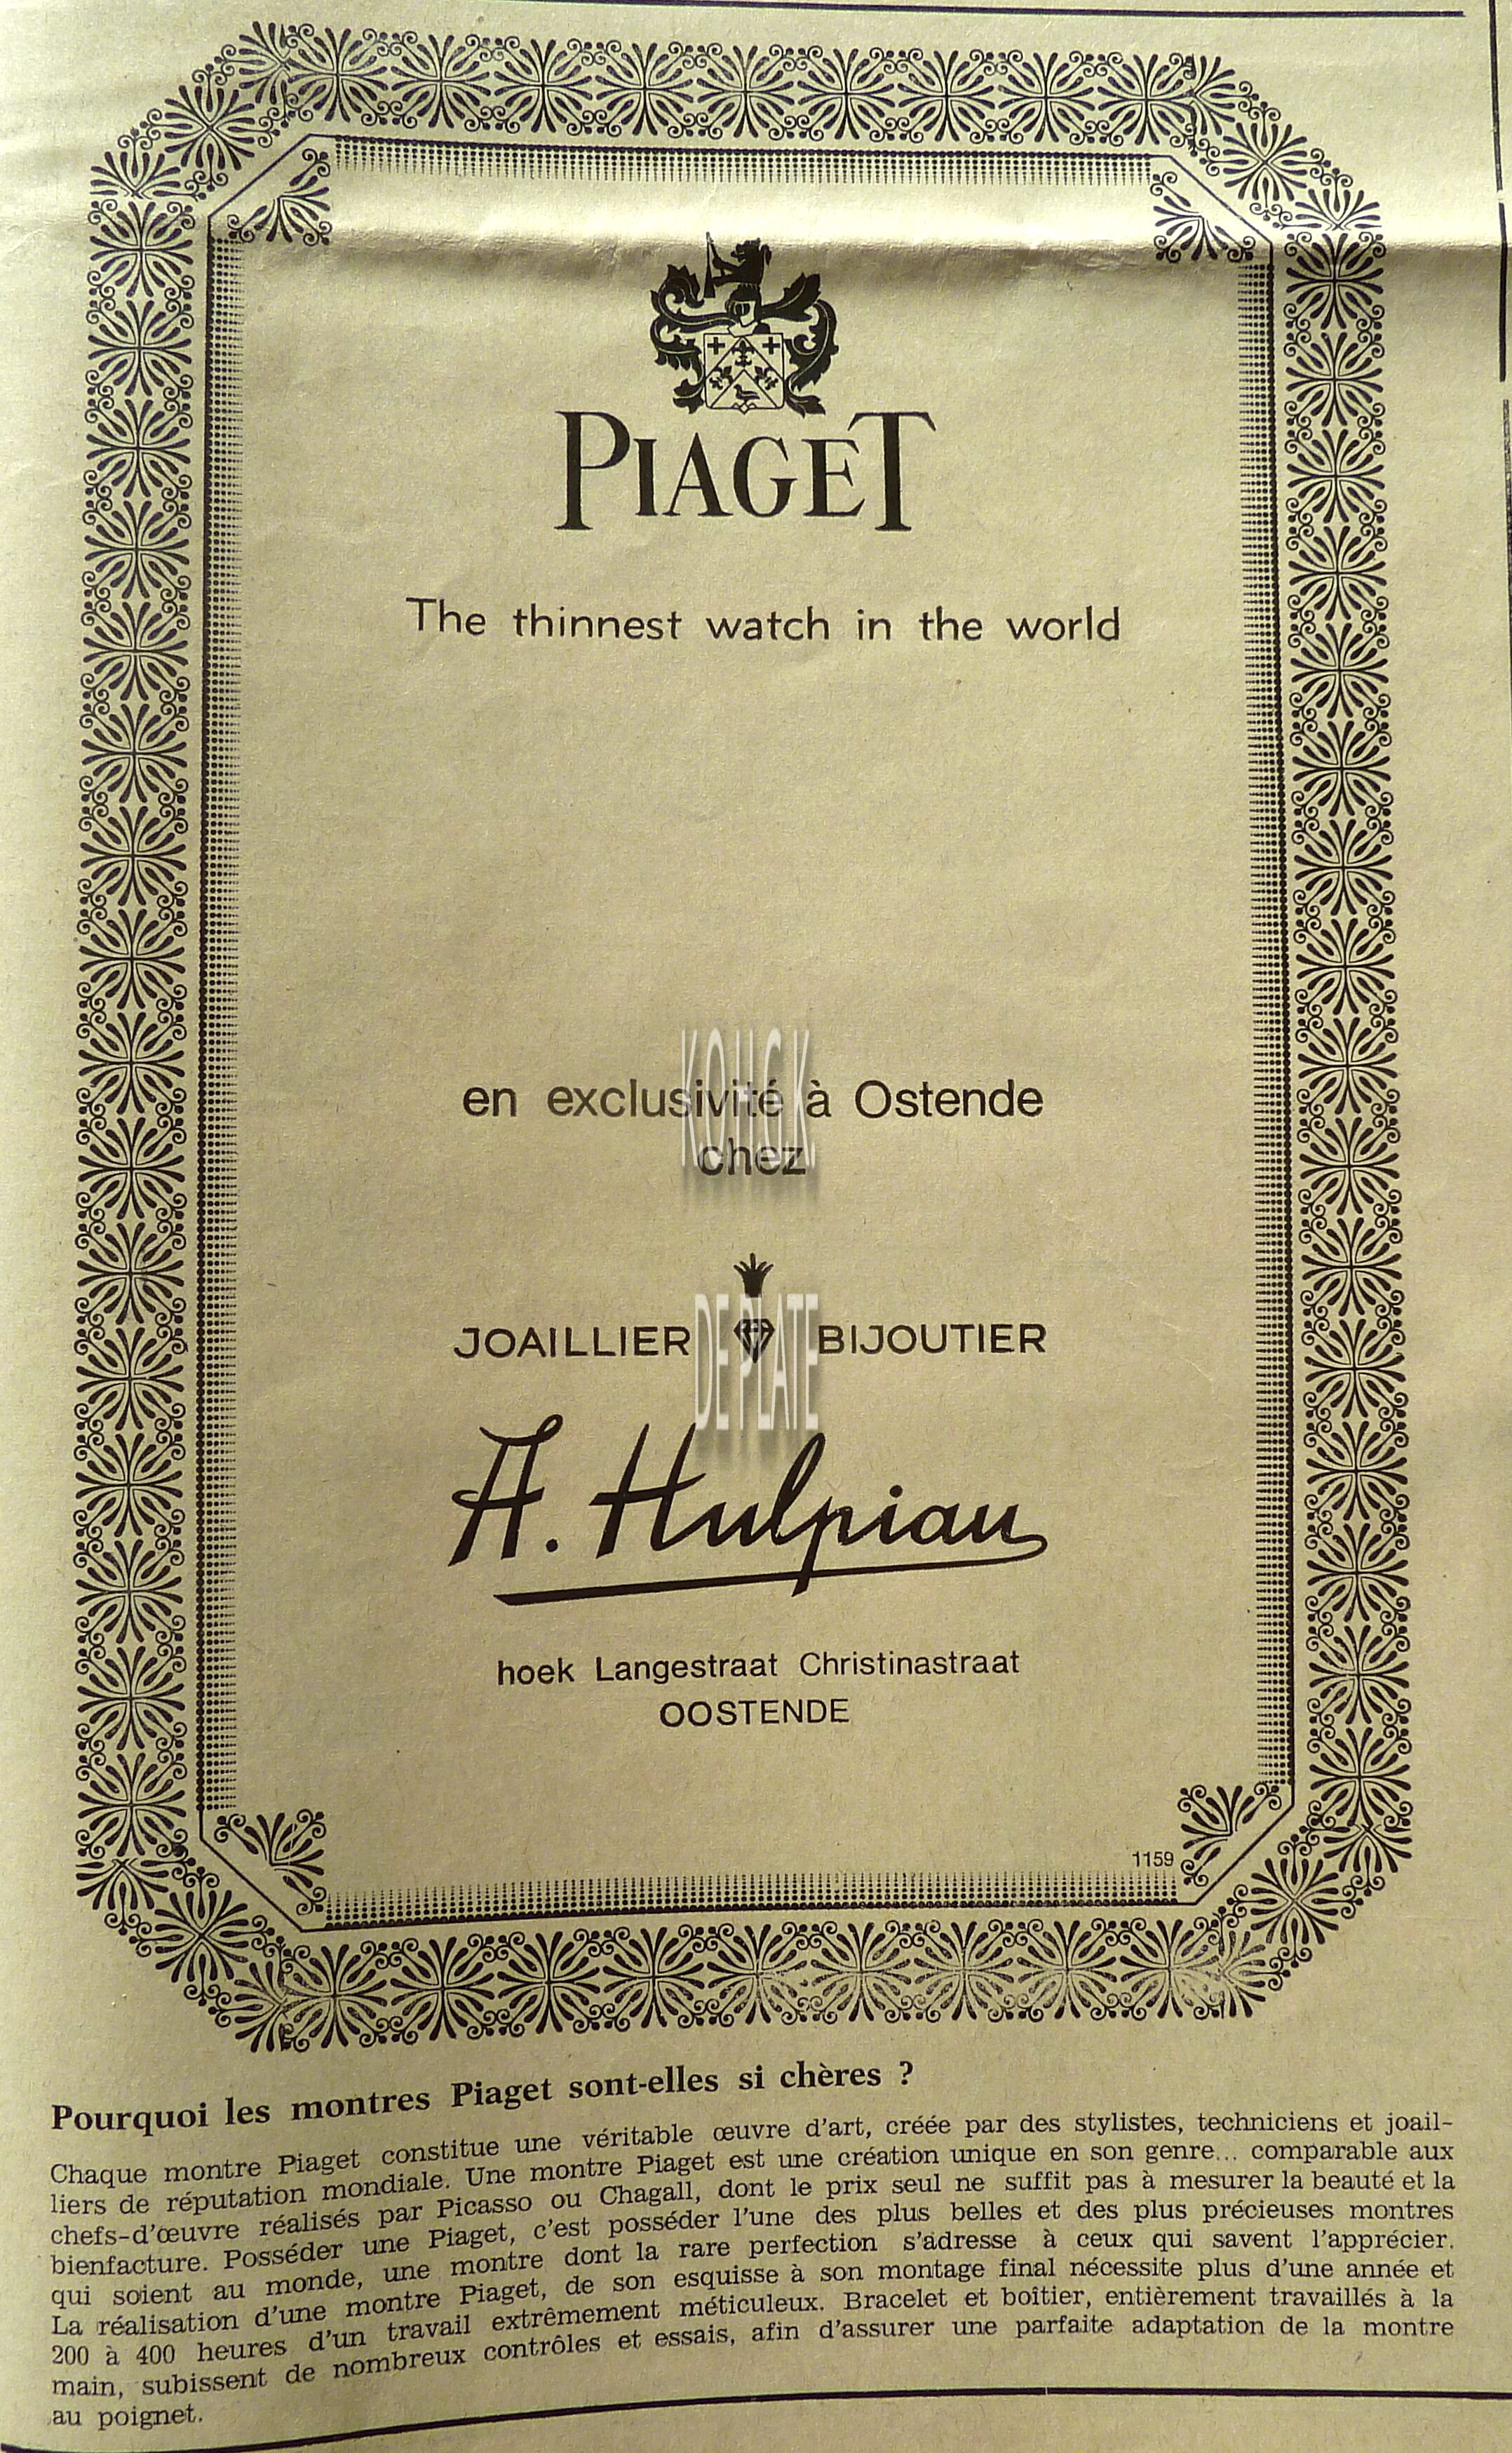 PIAGET
The thinnest watch in the world
en exclusivité à Ostende
chez
K.O.H.G.K.
JOAILLIER BIJOUTIER
DE PLATE
A. Hulpiau
hoek Langestraat Christinastraat
OOSTENDE
1159
Pourquoi les montres Piaget sont-elles si chères ?
Chaque montre Piaget constitue une véritable œuvre d'art, créée par des stylistes, techniciens et joail-
liers de réputation mondiale. Une montre Piaget est une création unique en son genre... comparable aux
chefs-d'œuvre réalisés par Picasso ou Chagall, dont le prix seul ne suffit pas à mesurer la beauté et la
bienfacture. Posséder une Piaget, c'est posséder l'une des plus belles et des plus précieuses montres
qui soient au monde, une montre dont la rare perfection s'adresse à ceux qui savent l'apprécier.
La réalisation d'une montre Piaget, de son esquisse à son montage final nécessite plus d'une année et
200 à 400 heures d'un travail extrêmement méticuleux. Bracelet et boîtier, entièrement travaillés à la
main, subissent de nombreux contrôles et essais, afin d'assurer une parfaite adaptation de la montre
au poignet.